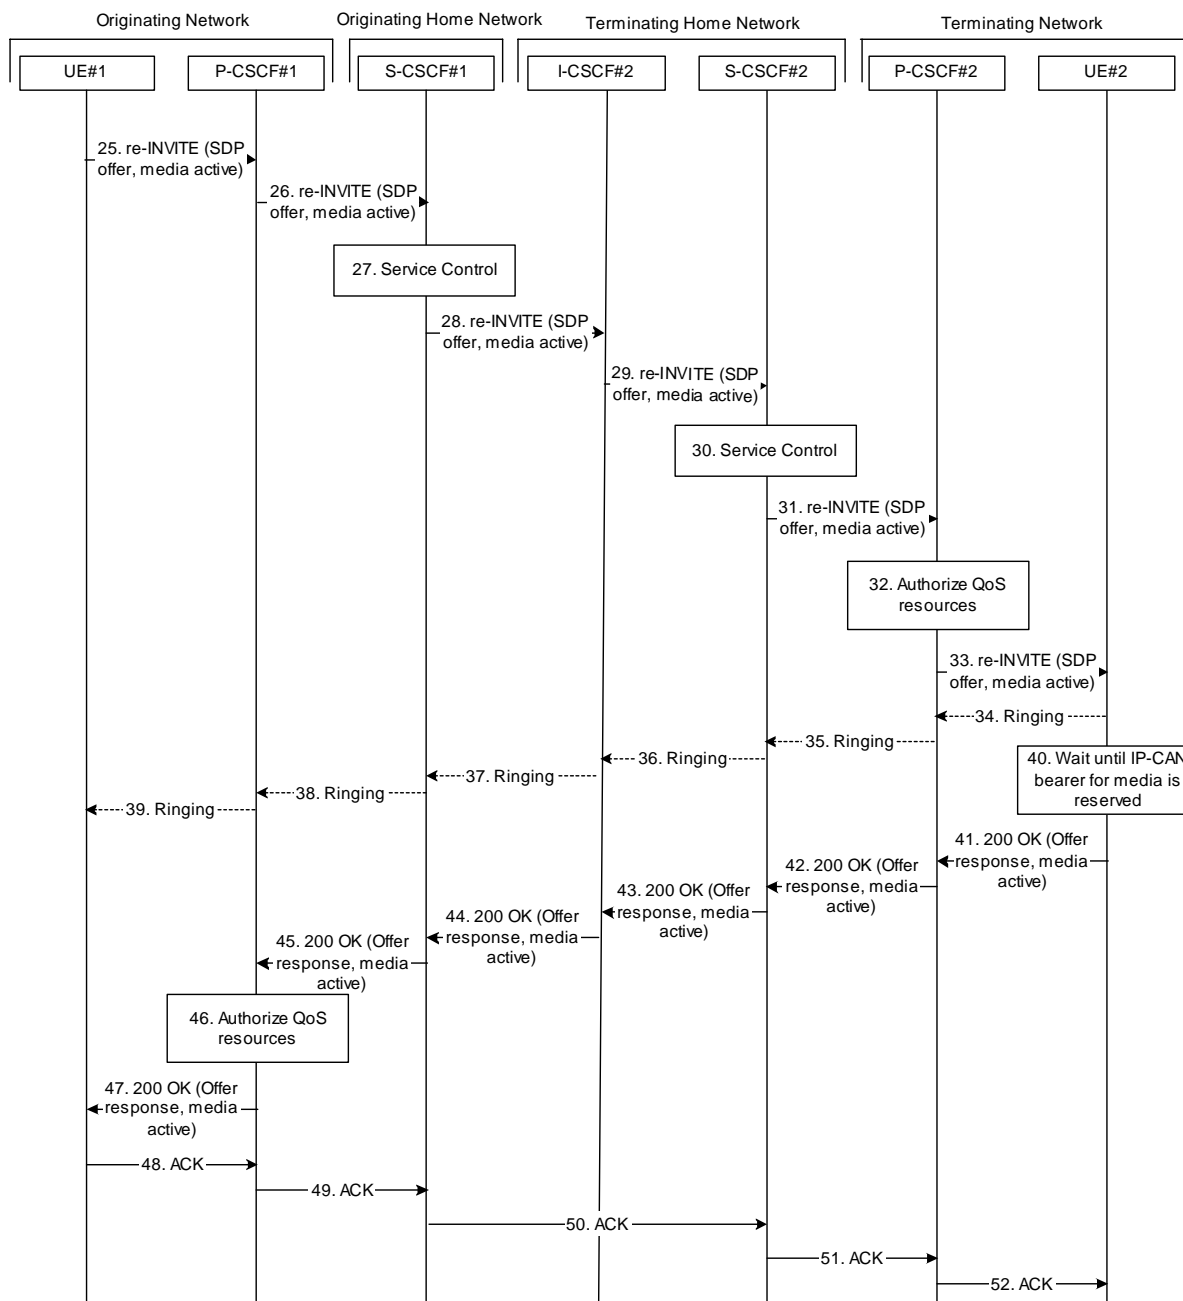 Originating Network
Originating Home Network
Terminating Home Network
Terminating Network
UE#1
P-CSCF#1
S-CSCF#1
I-CSCF#2
S-CSCF#2
P-CSCF#2
UE#2
25. re-INVITE (SDP
offer, media active)
26. re-INVITE (SDP
offer, media active)
27. Service Control
28. re-INVITE (SDP
offer, media active)
29. re-INVITE (SDP
offer, media active)
30. Service Control
31. re-INVITE (SDP
offer, media active)
32. Authorize QoS
resources
33. re-INVITE (SDP
offer, media active)
34. Ringing
35. Ringing
36. Ringing
37. Ringing
38. Ringing
39. Ringing
40. Wait until IP-CAN
bearer for media is
reserved
41. 200 OK (Offer
response, media
active)
42. 200 OK (Offer
response, media
active)
43. 200 OK (Offer
response, media
active)
44. 200 OK (Offer
response, media
active)
45. 200 OK (Offer
response, media
active)
46. Authorize QoS
resources
47. 200 OK (Offer
response, media
active)
48. ACK
49. ACK
50. ACK
51. ACK
52. ACK